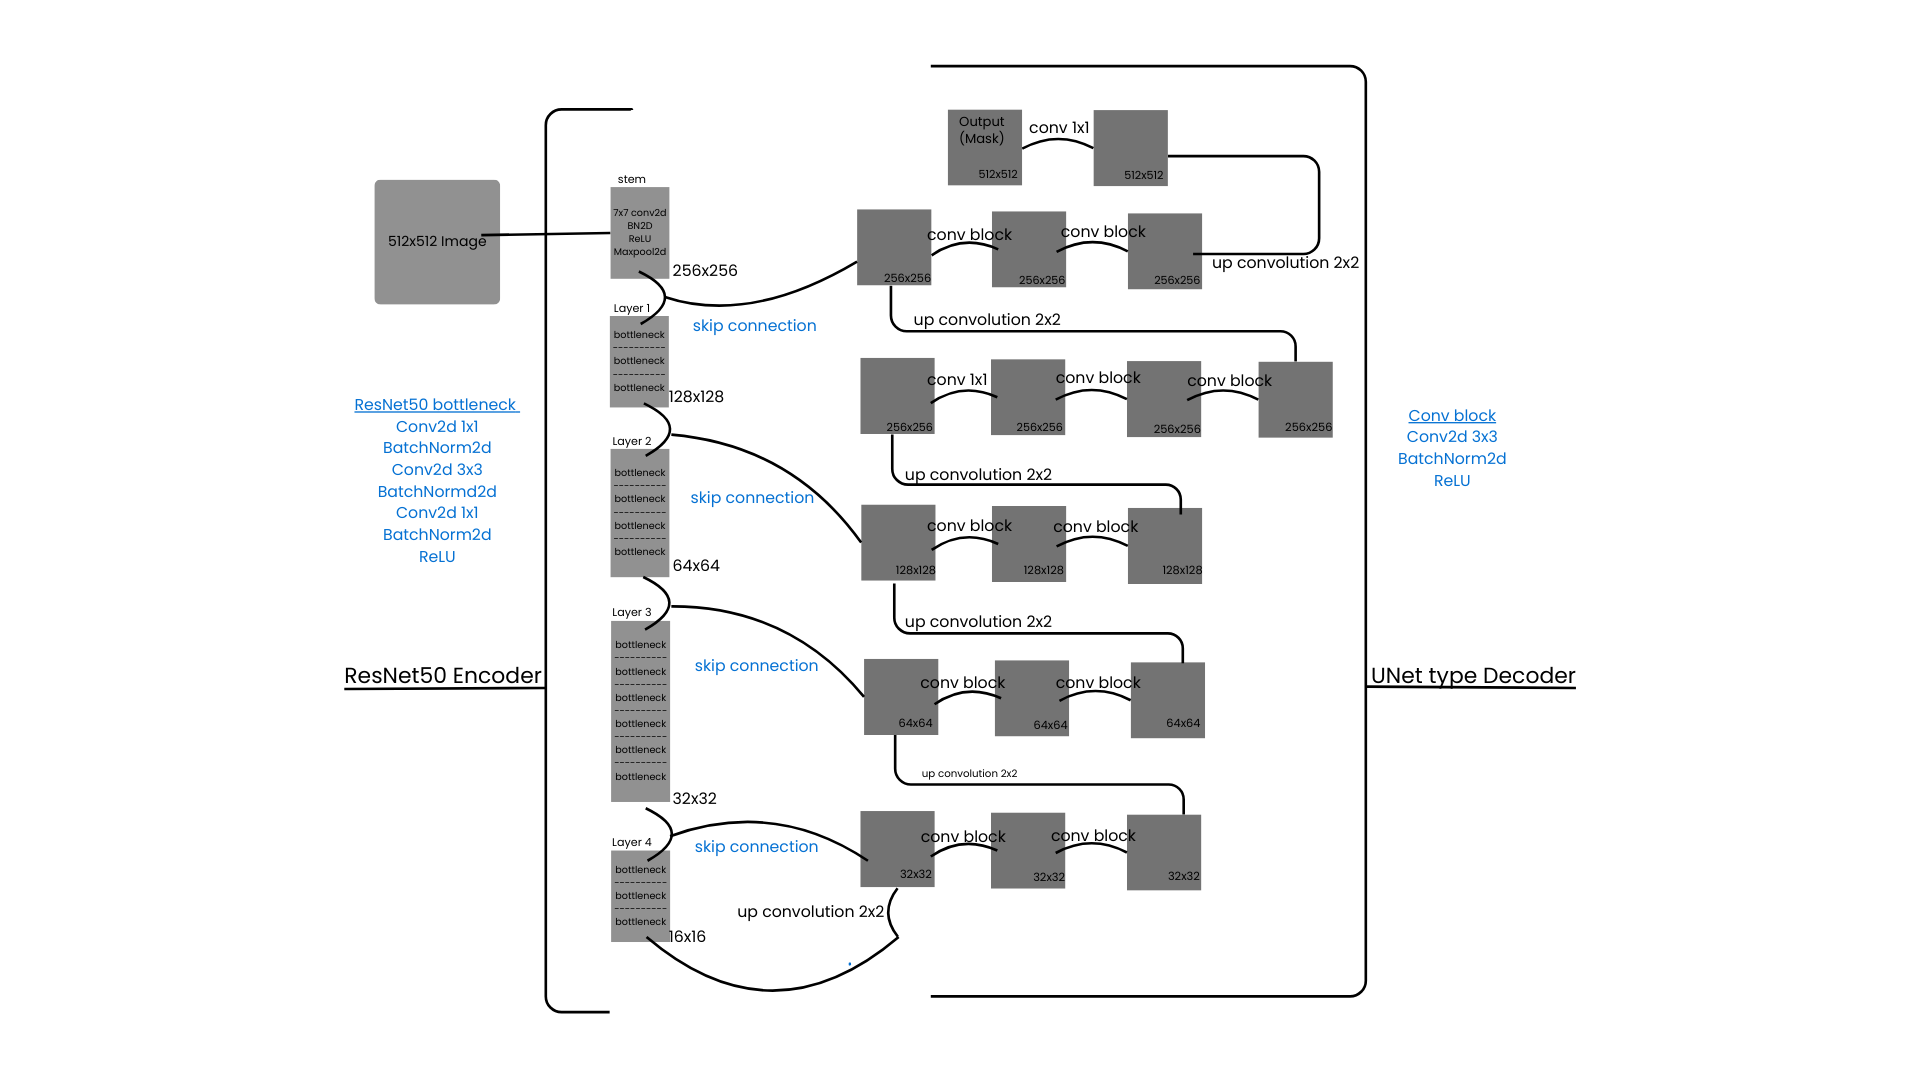 512x512 Image
ResNet50 bottleneck
Conv2d 1x1
BatchNorm2d
Conv2d 3x3
BatchNormd2d
Conv2d 1x1
BatchNorm2d
ReLU
ResNet50 Encoder
stem
7x7 conv2d
BN2D
ReLU
Maxpool2d
256x256
Layer 1
bottleneck
bottleneck
bottleneck
128x128
Layer 2
bottleneck
bottleneck
bottleneck
bottleneck
64x64
Layer 3
bottleneck
bottleneck
bottleneck
bottleneck
bottleneck
bottleneck
32x32
Layer 4
bottleneck
bottleneck
bottleneck
16x16
skip connection
skip connection
skip connection
skip connection
up convolution 2x2
Output
(Mask)
512x512
conv 1x1
512x512
256x256
conv block
256x256
conv block
256x256
up convolution 2x2
up convolution 2x2
256x256
conv 1x1
256x256
conv block
256x256
conv block
256x256
up convolution 2x2
128x128
conv block
128x128
conv block
128x128
up convolution 2x2
64x64
conv block
64x64
conv block
64x64
up convolution 2x2
32x32
conv block
32x32
conv block
32x32
Conv block
Conv2d 3x3
BatchNorm2d
ReLU
UNet type Decoder